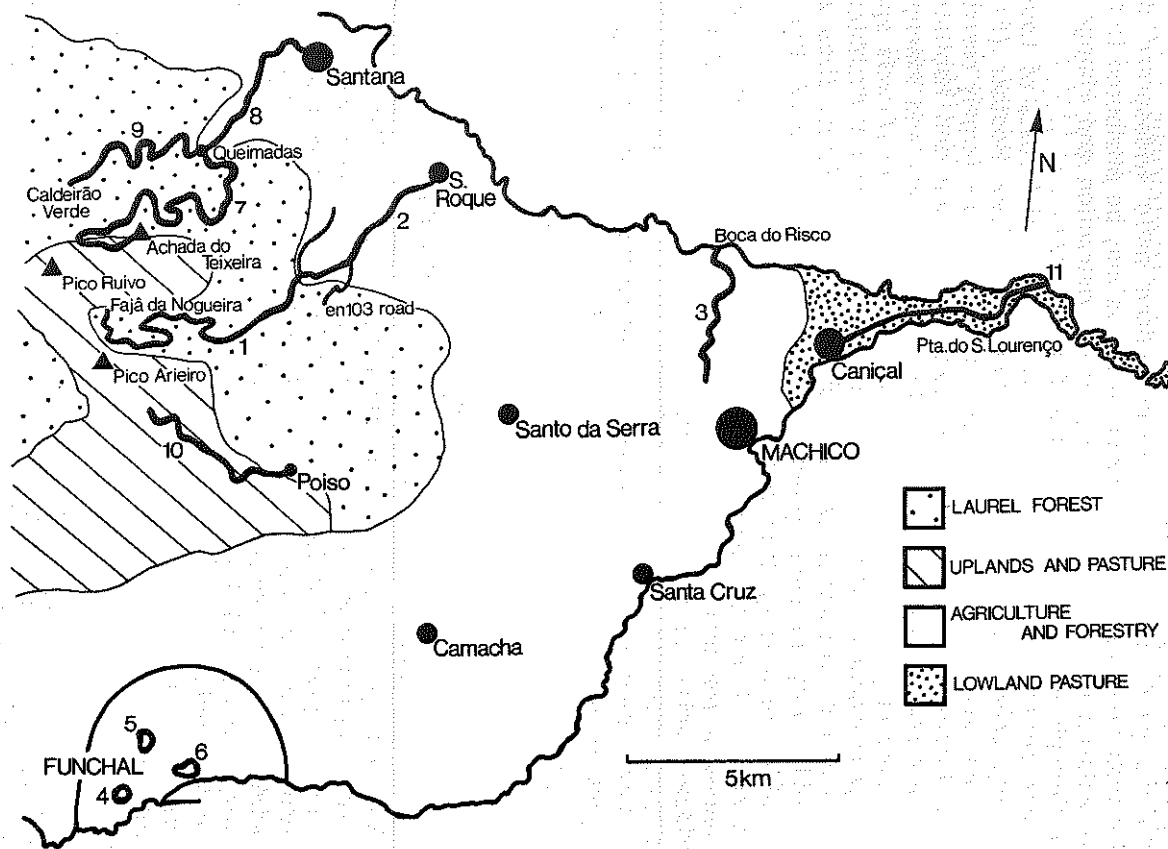 Santana
8
9
Queimadas
S.
Roque
Caldeirão
Verde
7
2
Achada do
Teixeira
Boca do Risco
N
Pico Ruivo
11
Fajã da Nogueira
en103 road
3
1
Pta.do S.Lourenço
Pico Arieiro
Caniçal
Santo da Serra
10
MACHICO
Poiso
LAUREL FOREST
UPLANDS AND PASTURE
Santa Cruz
AGRICULTURE
AND FORESTRY
Camacha
LOWLAND PASTURE
5
FUNCHAL
6
4
5km